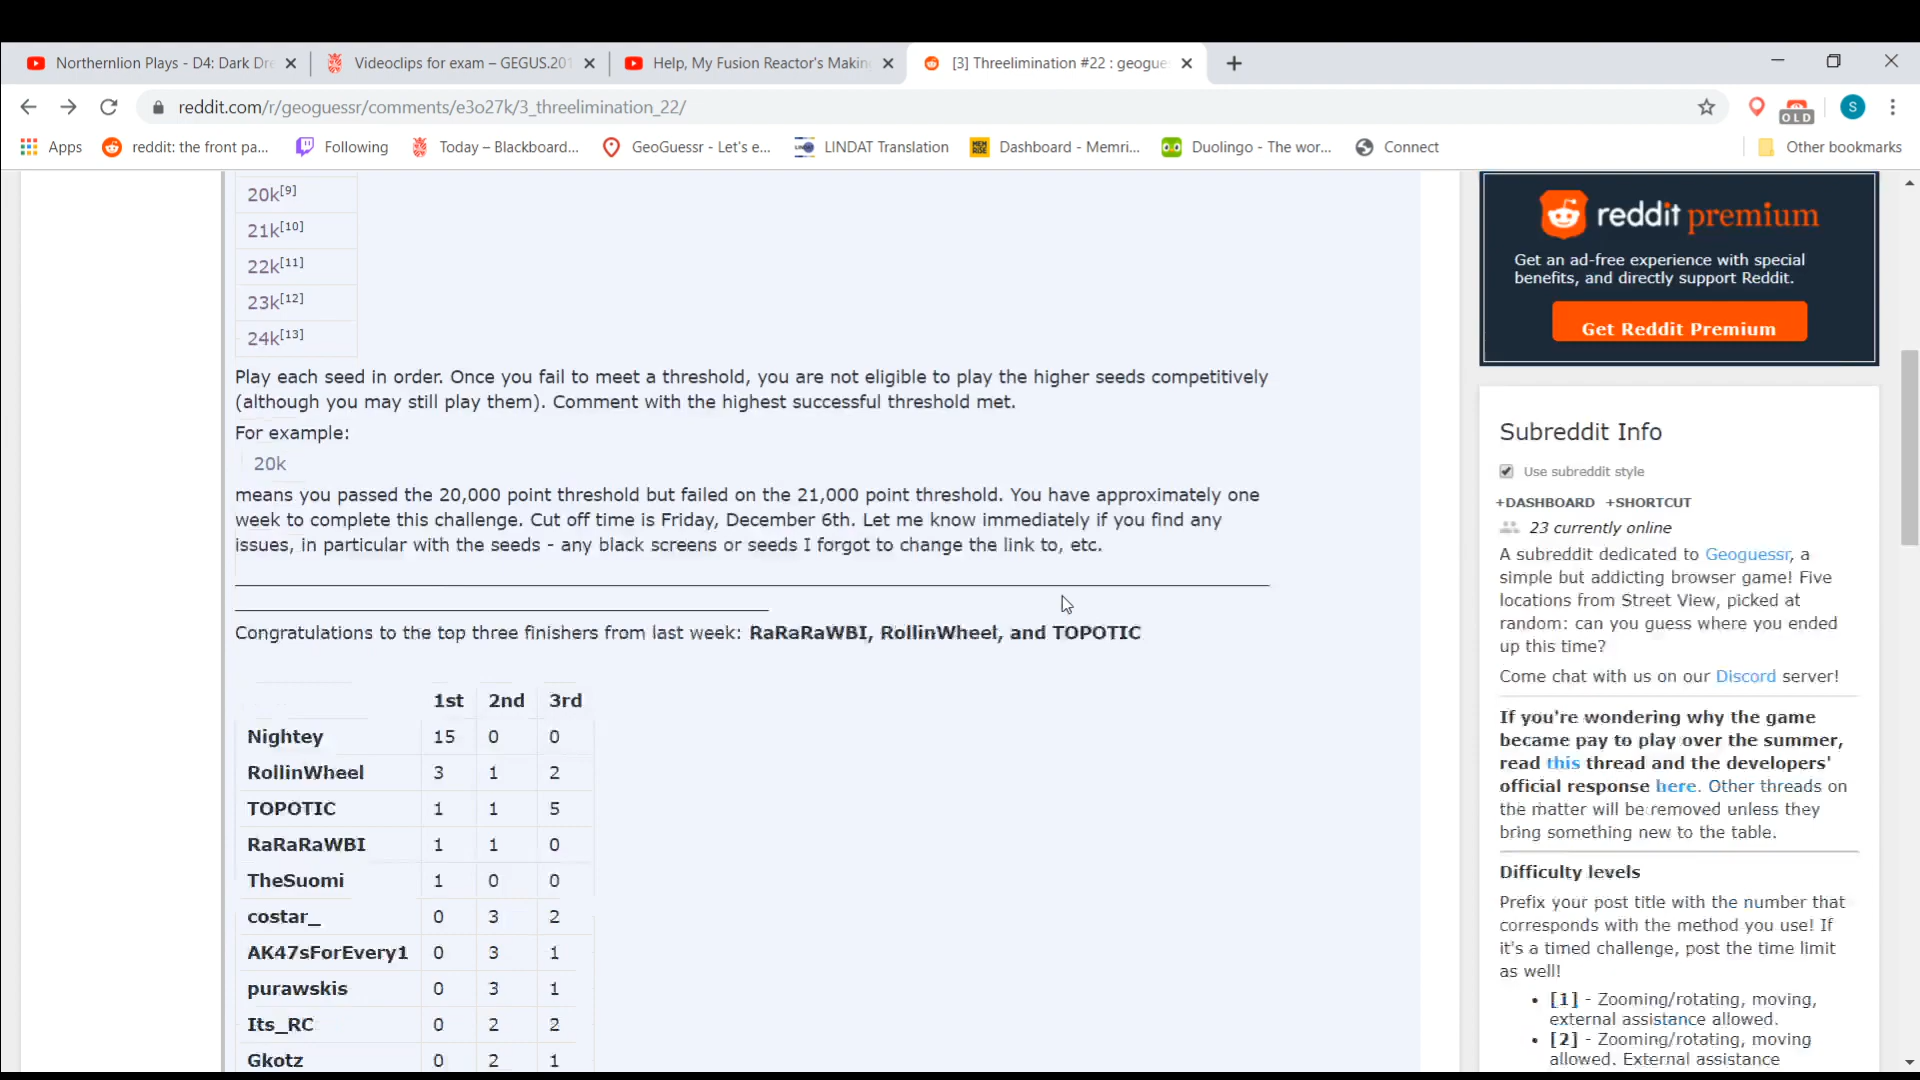 Northernlion Plays - D4: Dark Dre
Videoclips for exam – GEGUS.201
Help, My Fusion Reactor's Making
[3] Threelimination #22 : geogues
reddit.com/r/geoguessr/comments/e3o27k/3_threelimination_22/
OLD
S
Apps
reddit: the front pa...
Following
Today – Blackboard...
GeoGuessr - Let's e...
LINDAT Translation
Dashboard - Memri...
Duolingo - The wor...
Connect
Other bookmarks
20k[9]
21k[10]
22k[11]
23k[12]
24k[13]
Play each seed in order. Once you fail to meet a threshold, you are not eligible to play the higher seeds competitively
(although you may still play them). Comment with the highest successful threshold met.
For example:
20k
means you passed the 20,000 point threshold but failed on the 21,000 point threshold. You have approximately one
week to complete this challenge. Cut off time is Friday, December 6th. Let me know immediately if you find any
issues, in particular with the seeds - any black screens or seeds I forgot to change the link to, etc.
Congratulations to the top three finishers from last week: RaRaRaWBI, RollinWheel, and TOPOTIC
1st 2nd 3rd
Nightey 15 0 0
RollinWheel 3 1 2
TOPOTIC 1 1 5
RaRaRaWBI 1 1 0
TheSuomi 1 0 0
costar_ 0 3 2
AK47sForEvery1 0 3 1
purawskis 0 3 1
Its_RC 0 2 2
Gkotz 0 2 1
reddit premium
Get an ad-free experience with special
benefits, and directly support Reddit.
Get Reddit Premium
Subreddit Info
Use subreddit style
+DASHBOARD +SHORTCUT
23 currently online
A subreddit dedicated to Geoguessr, a
simple but addicting browser game! Five
locations from Street View, picked at
random: can you guess where you ended
up this time?
Come chat with us on our Discord server!
If you're wondering why the game
became pay to play over the summer,
read this thread and the developers'
official response here. Other threads on
the matter will be removed unless they
bring something new to the table.
Difficulty levels
Prefix your post title with the number that
corresponds with the method you use! If
it's a timed challenge, post the time limit
as well!
• [1] - Zooming/rotating, moving,
external assistance allowed.
• [2] - Zooming/rotating, moving
allowed. External assistance